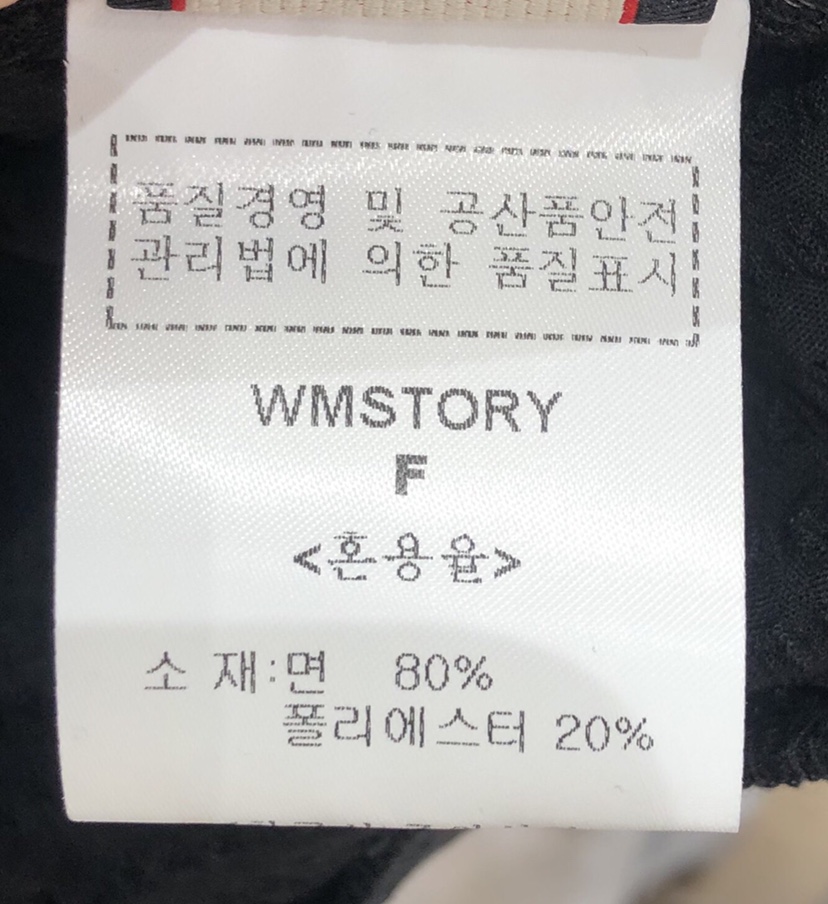 품질경영 및 공산품안전
관리법에 의한 품질표시
WMSTORY
F
<혼용율>
소 재:면 80%
폴리에스터 20%